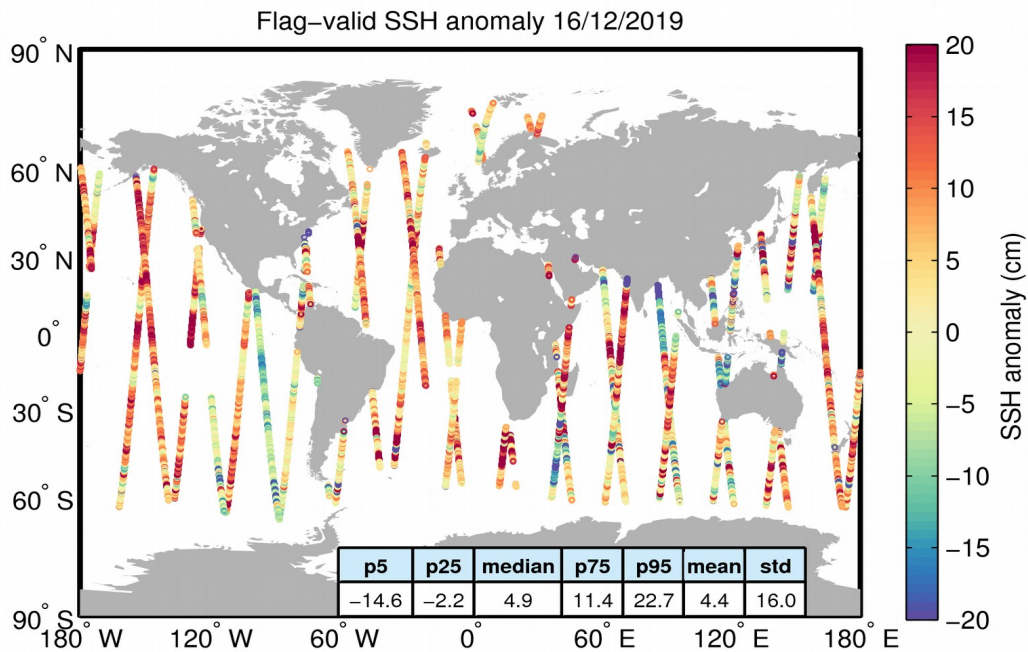 Flag−valid SSH anomaly 16/12/2019
90° N
60° N
30° N
0°
30° S
60° S
90° S
180° W 120° W 60° W 0° 60° E 120° E 180° E
p5 p25 median p75 p95 mean std
−14.6 −2.2 4.9 11.4 22.7 4.4 16.0
20
15
10
5
0
−5
−10
−15
−20
SSH anomaly (cm)